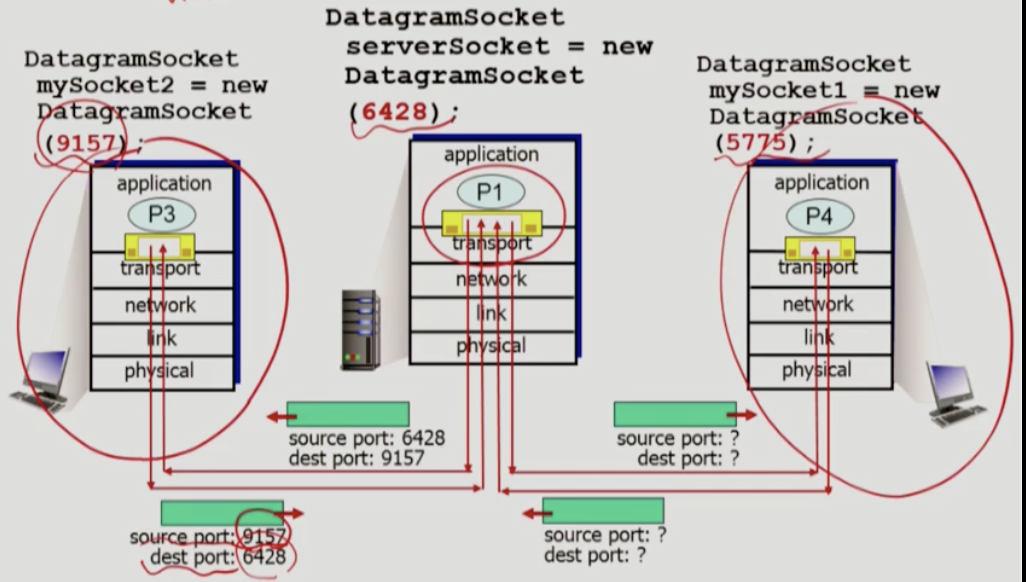 DatagramSocket
serverSocket = new
DatagramSocket
(6428);
DatagramSocket
mySocket2 = new
DatagramSocket
(9157);
DatagramSocket
mySocket1 = new
DatagramSocket
(5775);
application
P3
transport
network
link
physical
application
P1
transport
network
link
physical
application
P4
transport
network
link
physical
source port: 6428
dest port: 9157
source port: ?
dest port: ?
source port: 9157
dest port: 6428
source port: ?
dest port: ?